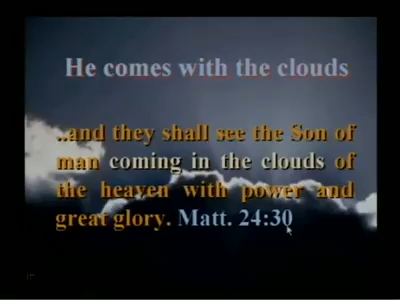 He comes with the clouds
..and they shall see the Son of
man coming in the clouds of
the heaven with power and
great glory. Matt. 24:30